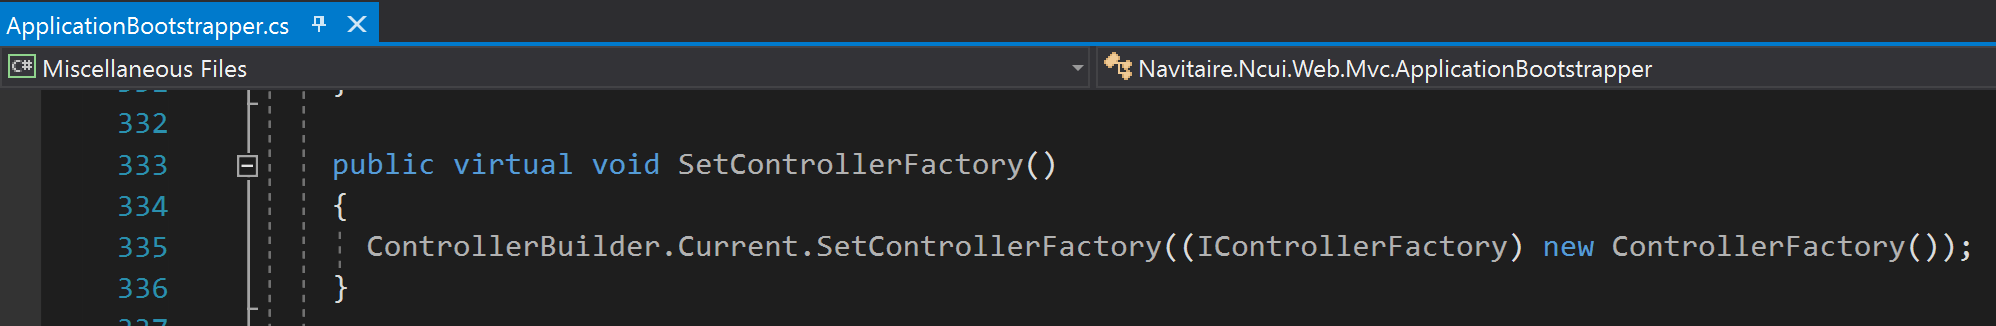 ApplicationBootstrapper.cs
C# Miscellaneous Files Navitaire.Ncui.Web.Mvc.ApplicationBootstrapper
332
333 public virtual void SetControllerFactory()
334 {
335 ControllerBuilder.Current.SetControllerFactory((IControllerFactory) new ControllerFactory());
336 }